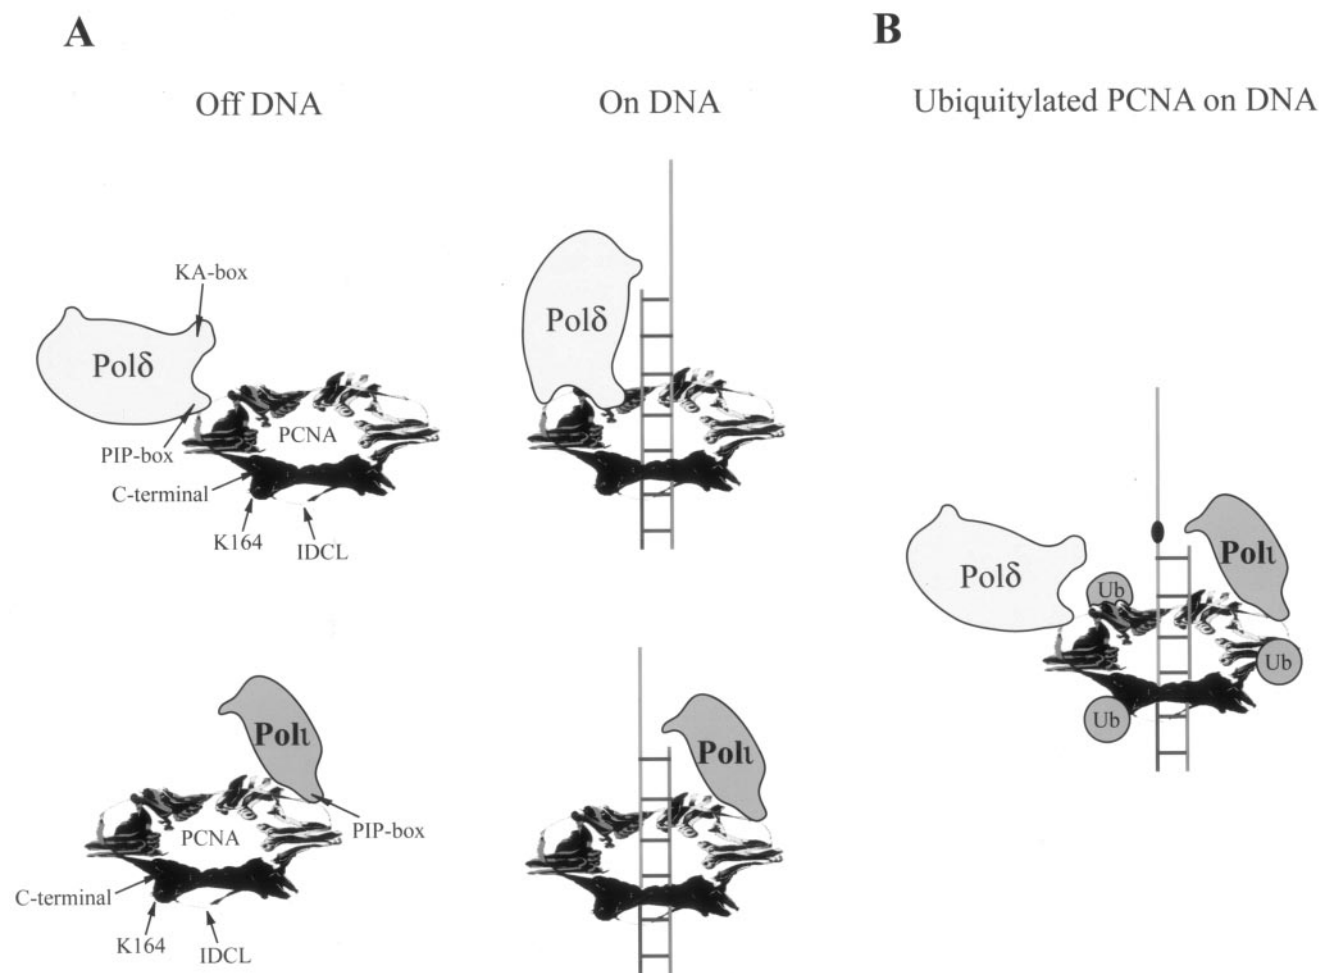 A
B
Off DNA
On DNA
Ubiquitylated PCNA on DNA
KA-box
Polδ
PIP-box
PCNA
C-terminal
K164
IDCL
Polδ
Polδ
Ub
Polι
Ub
Ub
Polι
PIP-box
PCNA
C-terminal
K164
IDCL
Polι